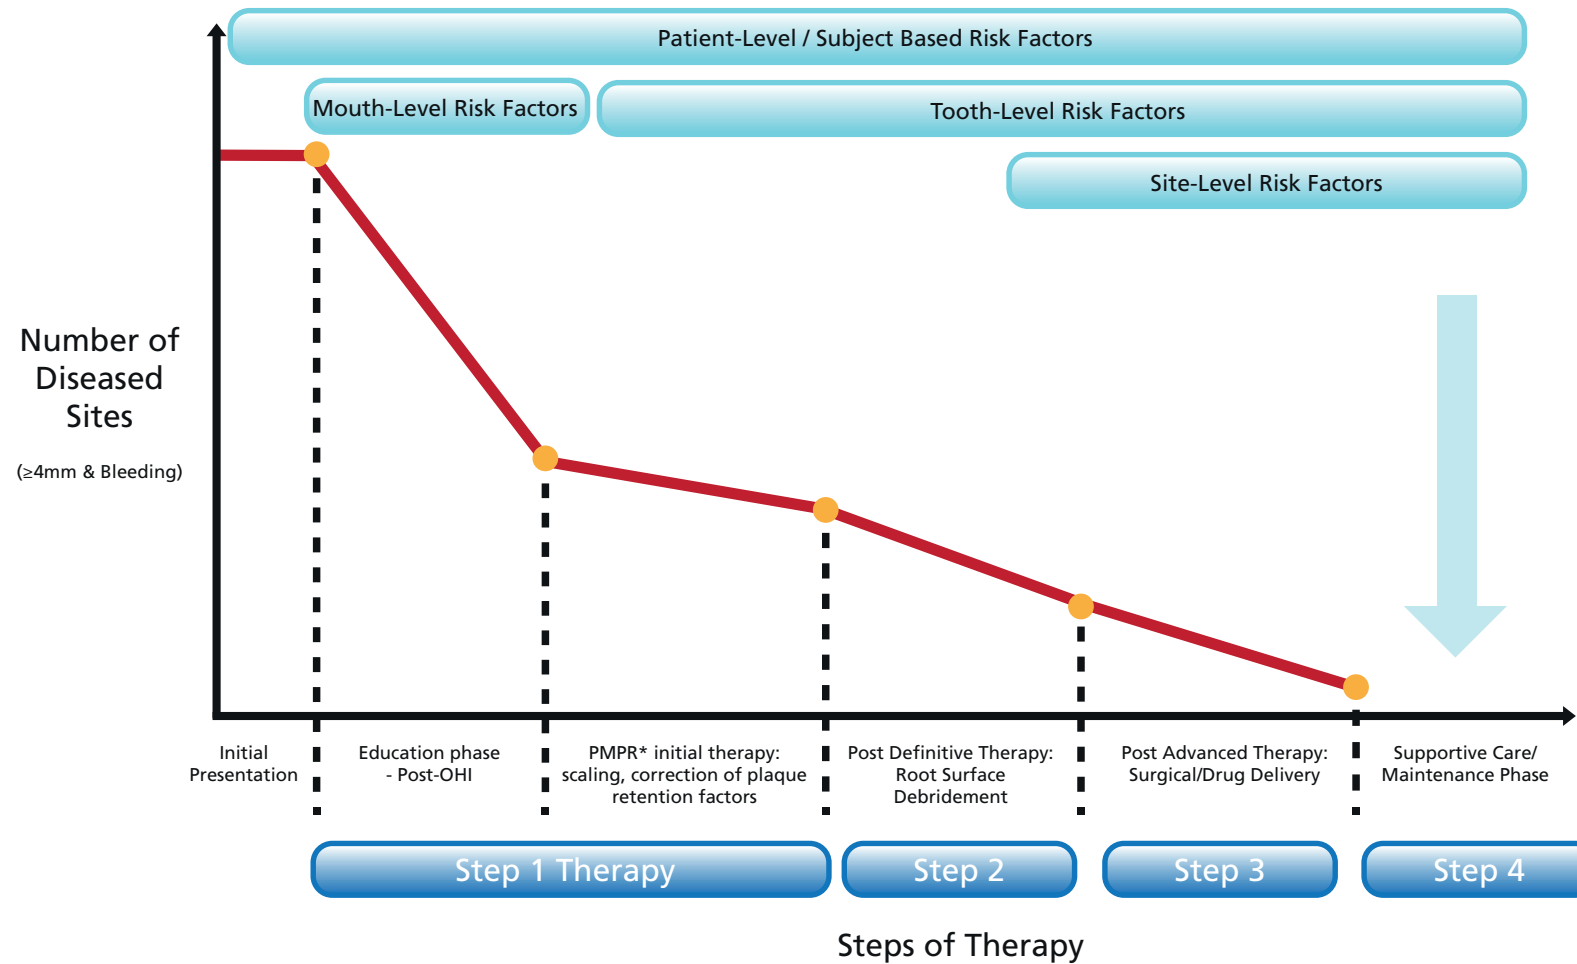 Patient-Level / Subject Based Risk Factors
Mouth-Level Risk Factors
Tooth-Level Risk Factors
Site-Level Risk Factors
Number of
Diseased
Sites
(≥4mm & Bleeding)
Initial
Presentation
Education phase
- Post-OHI
PMPR* initial therapy:
scaling, correction of plaque
retention factors
Post Definitive Therapy:
Root Surface
Debridement
Post Advanced Therapy:
Surgical/Drug Delivery
Supportive Care/
Maintenance Phase
Step 1 Therapy
Step 2
Step 3
Step 4
Steps of Therapy